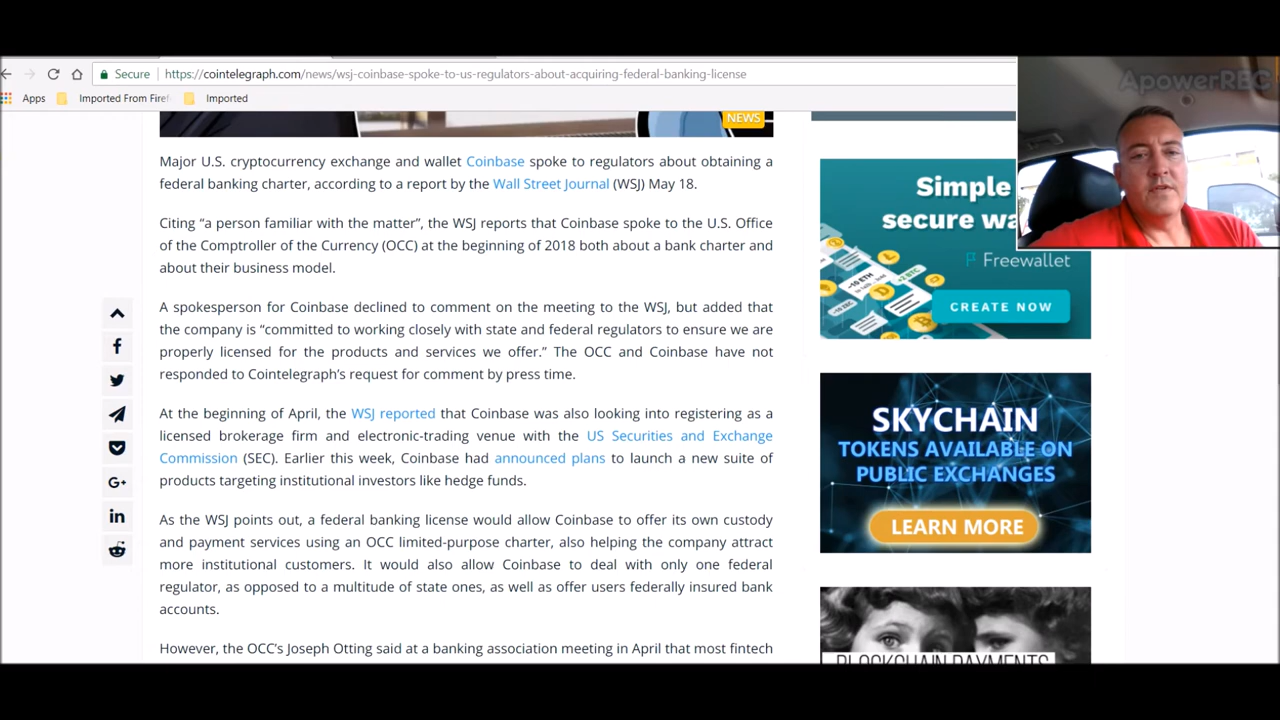 ApowerREC
Secure
https://cointelegraph.com/news/wsj-coinbase-spoke-to-us-regulators-about-acquiring-federal-banking-license
Apps
Imported From Firef
Imported
NEWS
Major U.S. cryptocurrency exchange and wallet Coinbase spoke to regulators about obtaining a
federal banking charter, according to a report by the Wall Street Journal (WSJ) May 18.
Citing “a person familiar with the matter”, the WSJ reports that Coinbase spoke to the U.S. Office
of the Comptroller of the Currency (OCC) at the beginning of 2018 both about a bank charter and
about their business model.
A spokesperson for Coinbase declined to comment on the meeting to the WSJ, but added that
the company is “committed to working closely with state and federal regulators to ensure we are
properly licensed for the products and services we offer.” The OCC and Coinbase have not
responded to Cointelegraph’s request for comment by press time.
At the beginning of April, the WSJ reported that Coinbase was also looking into registering as a
licensed brokerage firm and electronic-trading venue with the US Securities and Exchange
Commission (SEC). Earlier this week, Coinbase had announced plans to launch a new suite of
products targeting institutional investors like hedge funds.
As the WSJ points out, a federal banking license would allow Coinbase to offer its own custody
and payment services using an OCC limited-purpose charter, also helping the company attract
more institutional customers. It would also allow Coinbase to deal with only one federal
regulator, as opposed to a multitude of state ones, as well as offer users federally insured bank
accounts.
However, the OCC’s Joseph Otting said at a banking association meeting in April that most fintech
Simple
secure wa
Freewallet
CREATE NOW
SKYCHAIN
TOKENS AVAILABLE ON
PUBLIC EXCHANGES
LEARN MORE
BLOCKCHAIN PAYMENTS